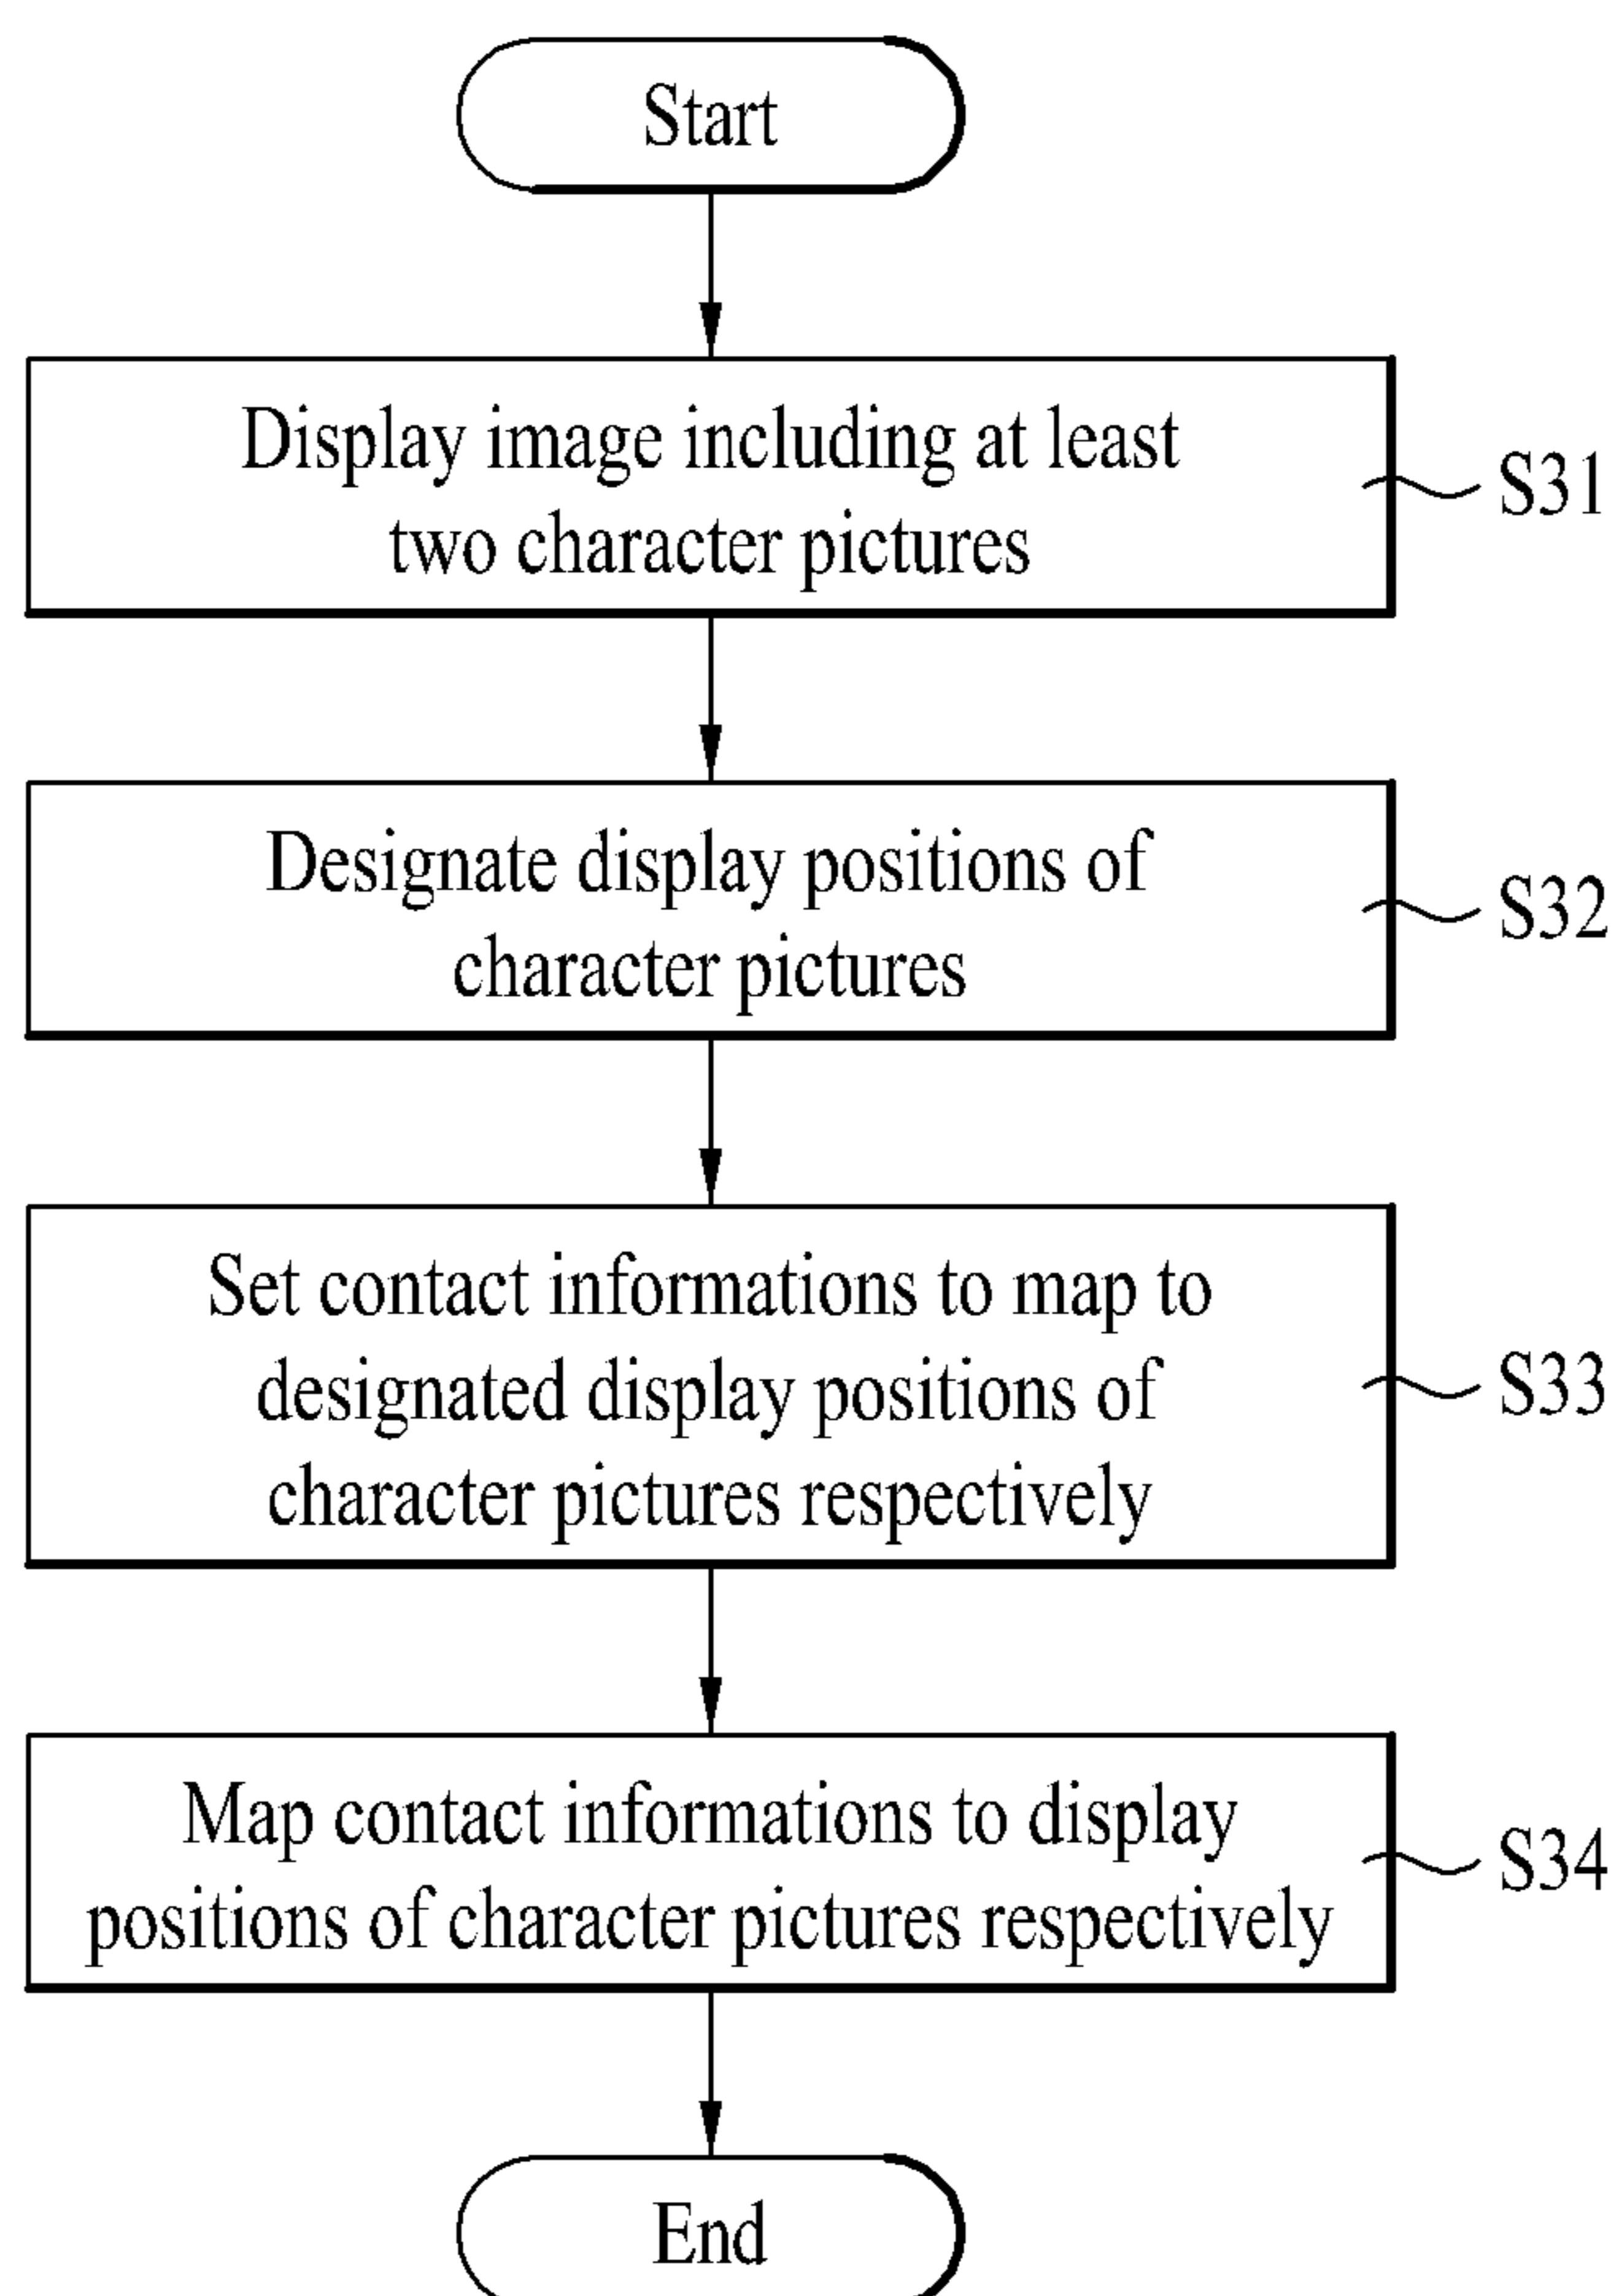 Start
Display image including at least
two character pictures
S31
Designate display positions of
character pictures
S32
Set contact informations to map to
designated display positions of
character pictures respectively
S33
Map contact informations to display
positions of character pictures respectively
S34
End